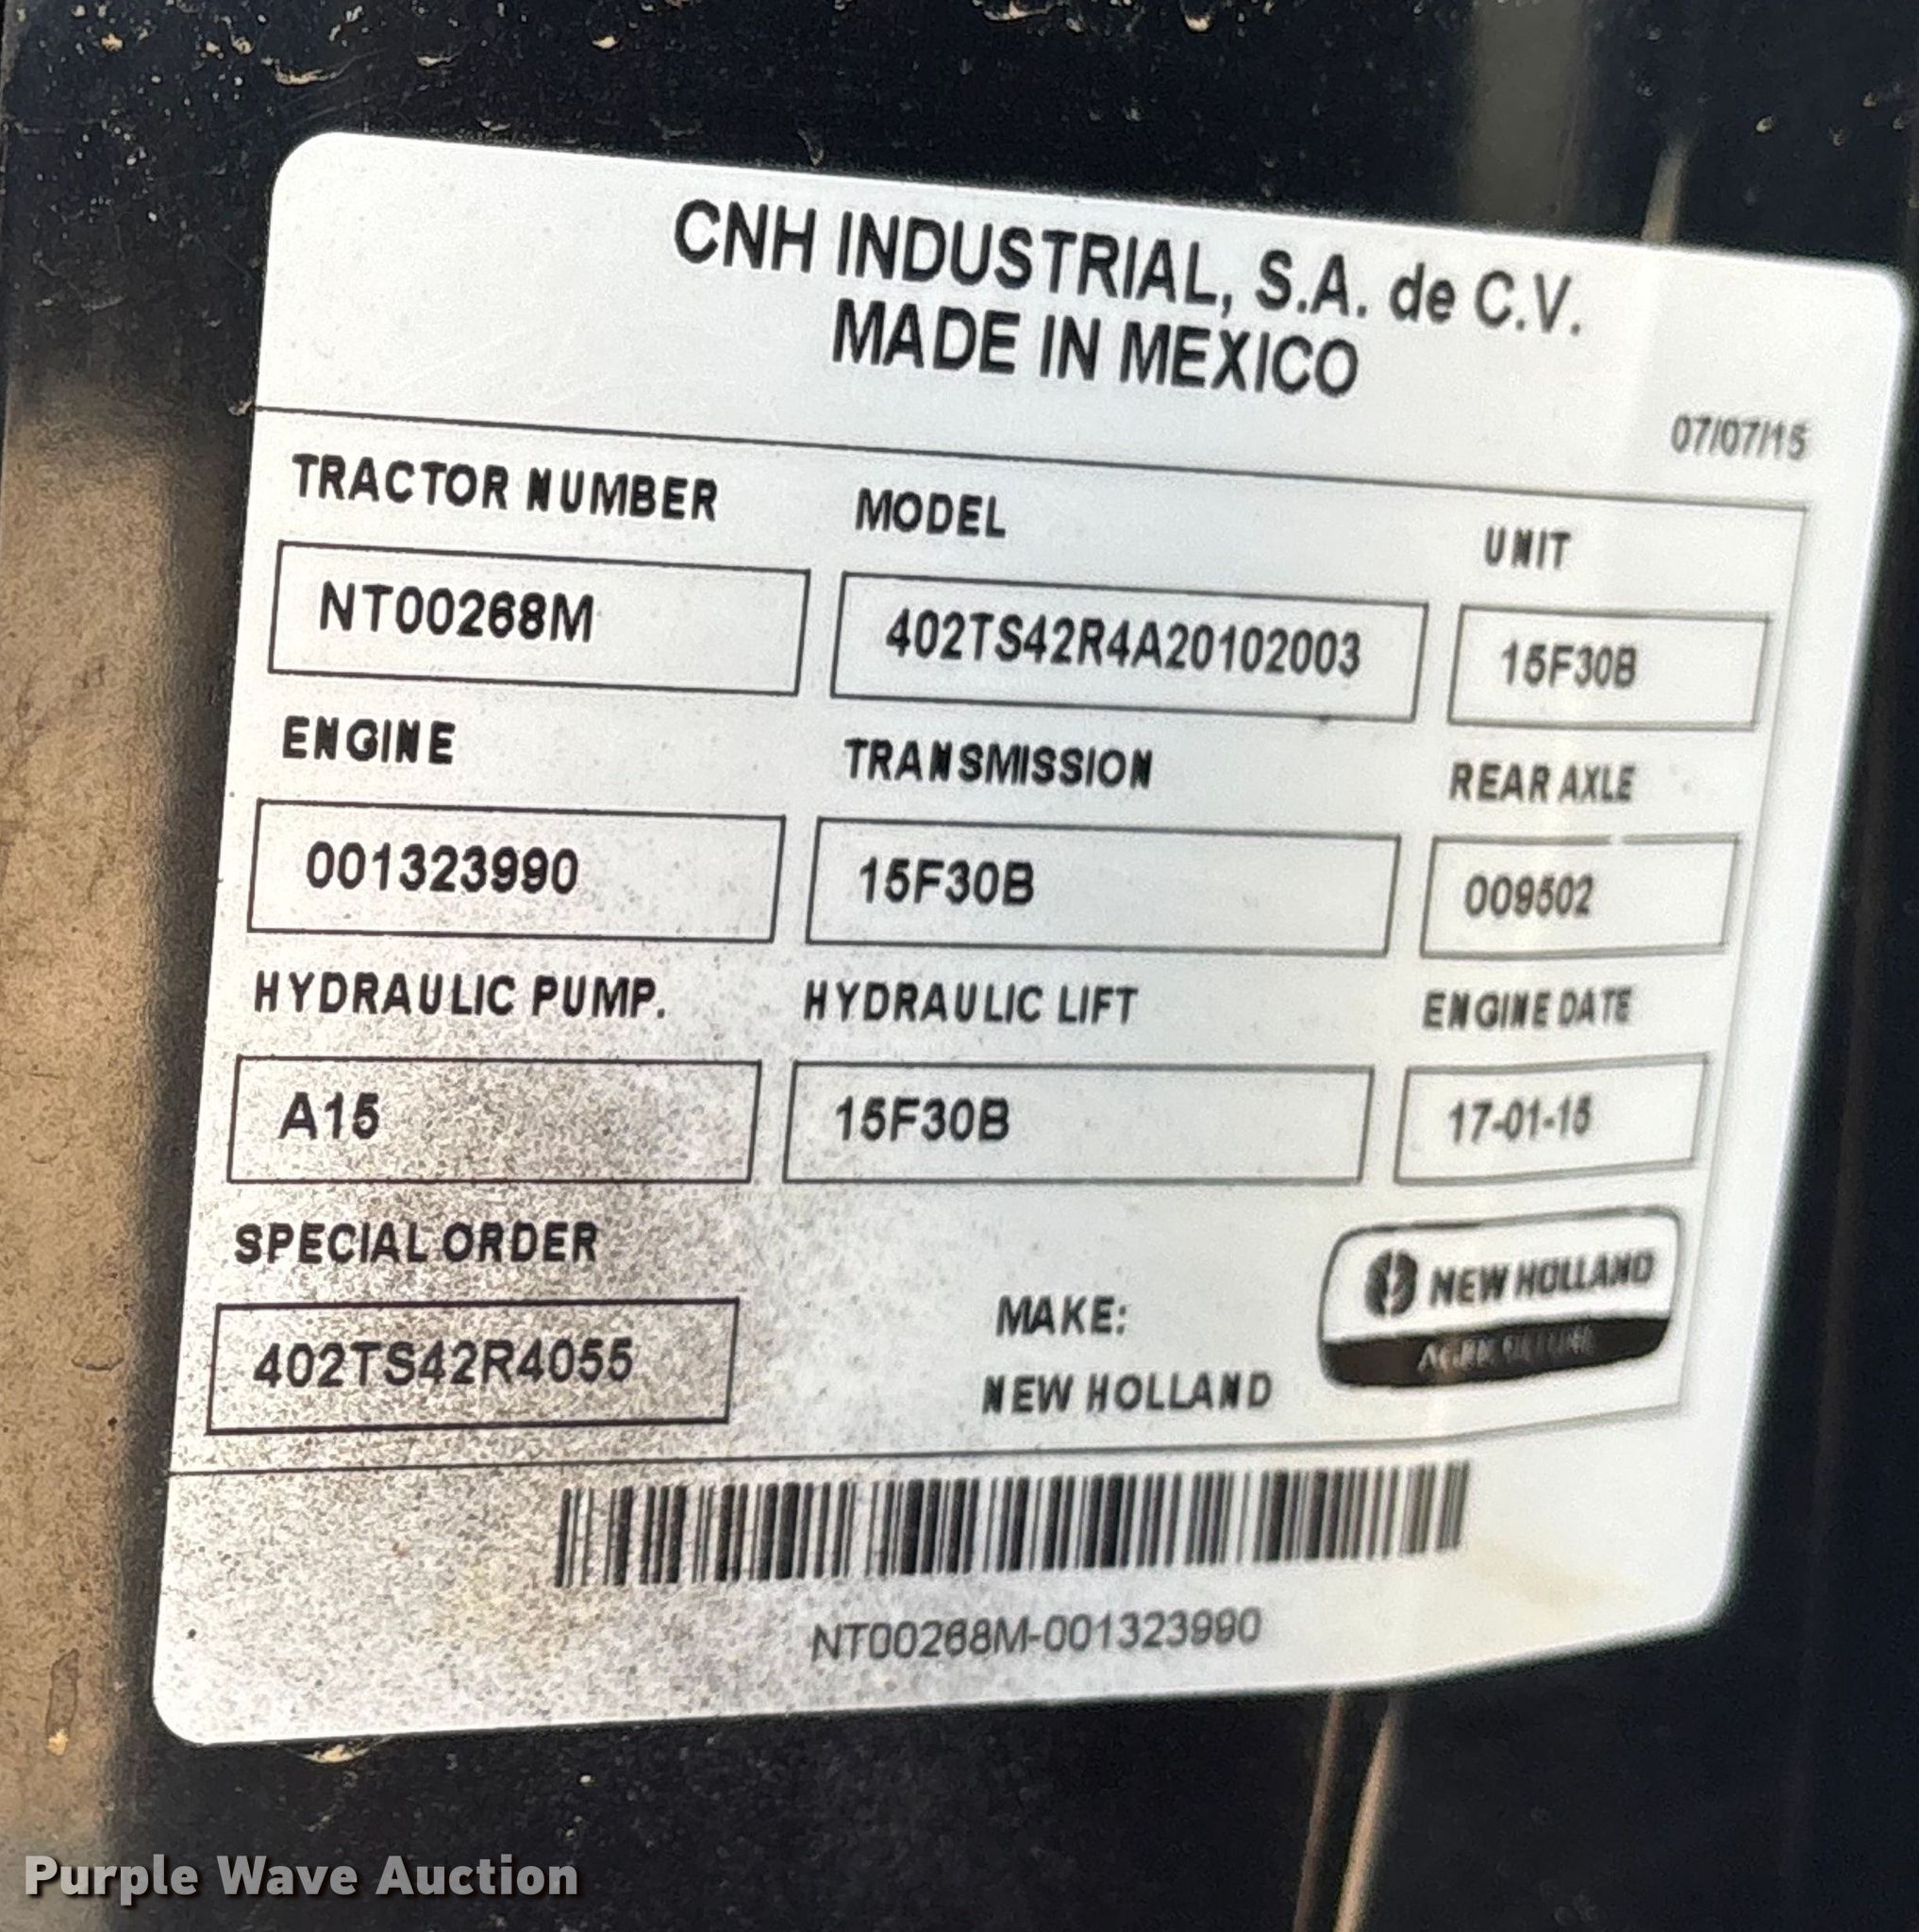 CNH INDUSTRIAL, S.A. de C.V.
MADE IN MEXICO
07/07/15
TRACTOR NUMBER MODEL UNIT
NT00268M 402TS42R4A20102003 15F30B
ENGINE TRANSMISSION REAR AXLE
001323990 15F30B 009502
HYDRAULIC PUMP. HYDRAULIC LIFT ENGINE DATE
A15 15F30B 17-01-15
SPECIAL ORDER
402TS42R4055
MAKE:
NEW HOLLAND
NEW HOLLAND
AGRICULTURE
NT00268M-001323990
Purple Wave Auction